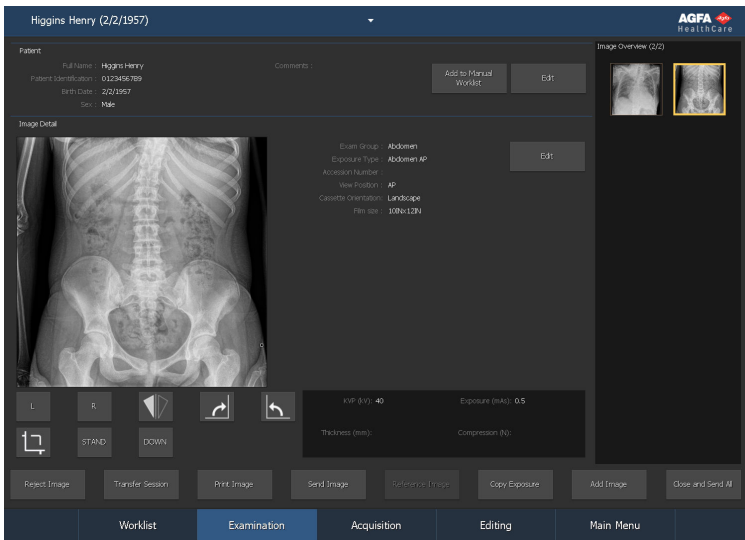 Higgins Henry (2/2/1957)
AGFA
HealthCare
Patient
Full Name : Higgins Henry
Comments :
Patient Identification : 0123456789
Birth Date : 2/2/1957
Sex : Male
Add to Manual
Worklist
Edit
Image Overview (2/2)
Image Detail
Exam Group : Abdomen
Exposure Type : Abdomen AP
Accession Number :
View Position : AP
Cassette Orientation: Landscape
Film size : 10INx12IN
Edit
L
R
STAND
DOWN
KVP (kV): 40
Exposure (mAs): 0.5
Thickness (mm):
Compression (N):
Reject Image
Transfer Session
Print Image
Send Image
Reference Image
Copy Exposure
Add Image
Close and Send All
Worklist
Examination
Acquisition
Editing
Main Menu